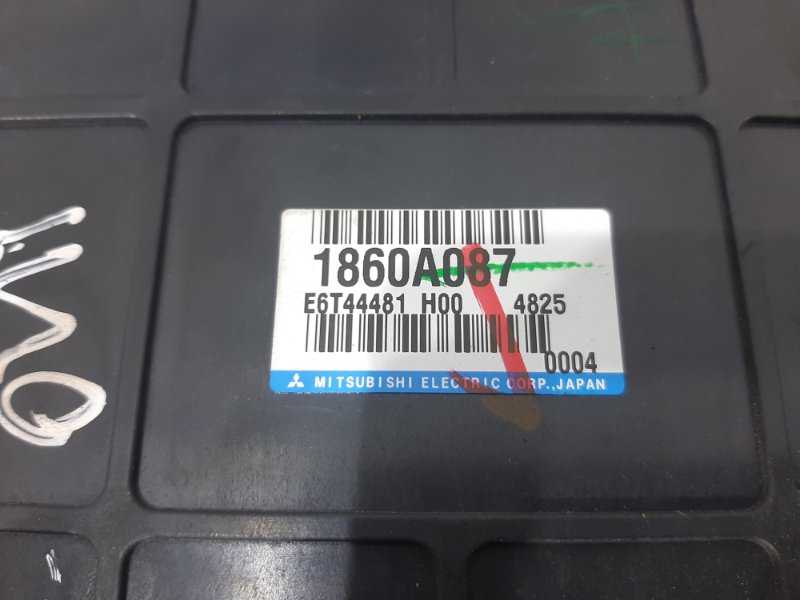 1860A087
E6T44481 H00 4825
0004
MITSUBISHI ELECTRIC CORP.,JAPAN